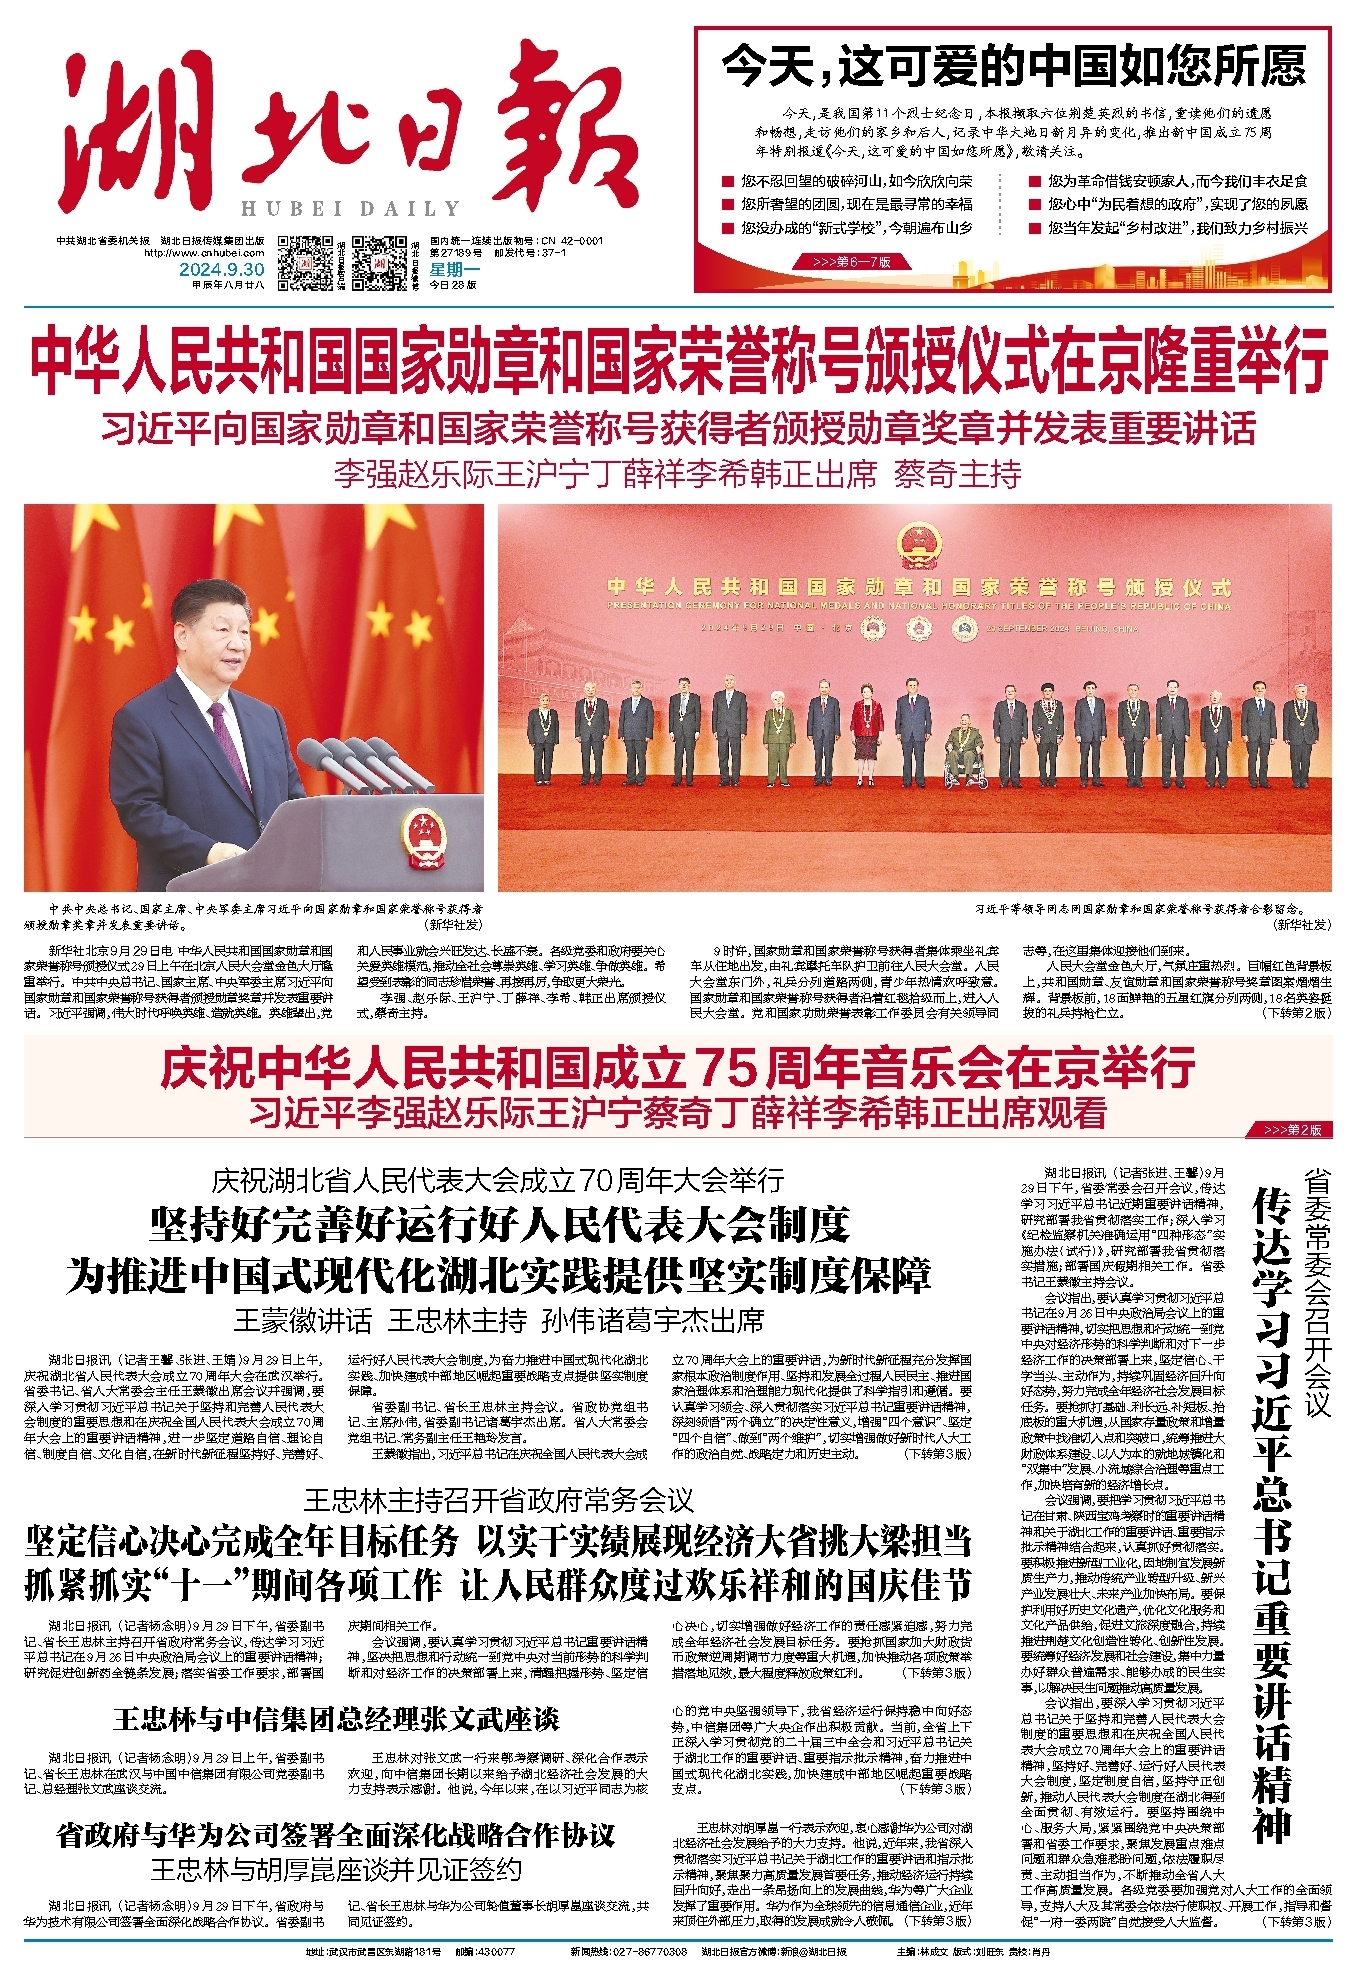 湖北日報
HUBEI DAILY
中共湖北省委机关报　湖北日报传媒集团出版
http://www.cnhubei.com
2024.9.30
甲辰年八月廿八
国内统一连续出版物号：CN 42-0001
第27189号　邮发代号：37-1
星期一
今日28版
今天，这可爱的中国如您所愿
今天，是我国第11个烈士纪念日，本报撷取六位荆楚英烈的书信，重读他们的遗愿
和畅想，走访他们的家乡和后人，记录中华大地日新月异的变化，推出新中国成立75周
年特别报道《今天，这可爱的中国如您所愿》，敬请关注。
■ 您不忍回望的破碎河山，如今欣欣向荣
■ 您所奢望的团圆，现在是最寻常的幸福
■ 您没办成的“新式学校”，今朝遍布山乡
■ 您为革命借钱安顿家人，而今我们丰衣足食
■ 您心中“为民着想的政府”，实现了您的夙愿
■ 您当年发起“乡村改进”，我们致力乡村振兴
>>>第6—7版
中华人民共和国国家勋章和国家荣誉称号颁授仪式在京隆重举行
习近平向国家勋章和国家荣誉称号获得者颁授勋章奖章并发表重要讲话
李强赵乐际王沪宁丁薛祥李希韩正出席 蔡奇主持
中华人民共和国国家勋章和国家荣誉称号颁授仪式
PRESENTATION CEREMONY FOR NATIONAL MEDALS AND NATIONAL HONORARY TITLES OF THE PEOPLE'S REPUBLIC OF CHINA
2024年9月29日 中国·北京
29 SEPTEMBER 2024 BEIJING, CHINA
中共中央总书记、国家主席、中央军委主席习近平向国家勋章和国家荣誉称号获得者
颁授勋章奖章并发表重要讲话。　（新华社发）
习近平等领导同志同国家勋章和国家荣誉称号获得者合影留念。
（新华社发）
新华社北京9月29日电 中华人民共和国国家勋章和国
家荣誉称号颁授仪式29日上午在北京人民大会堂金色大厅隆
重举行。中共中央总书记、国家主席、中央军委主席习近平向
国家勋章和国家荣誉称号获得者颁授勋章奖章并发表重要讲
话。习近平强调，伟大时代呼唤英雄、造就英雄。英雄辈出，党
和人民事业就会兴旺发达、长盛不衰。各级党委和政府要关心
关爱英雄模范，推动全社会尊崇英雄、学习英雄、争做英雄。希
望受到表彰的同志珍惜荣誉、再接再厉，争取更大荣光。
李强、赵乐际、王沪宁、丁薛祥、李希、韩正出席颁授仪
式，蔡奇主持。
9时许，国家勋章和国家荣誉称号获得者集体乘坐礼宾
车从住地出发，由礼宾摩托车队护卫前往人民大会堂。人民
大会堂东门外，礼兵分列道路两侧，青少年热情欢呼致意。
国家勋章和国家荣誉称号获得者沿着红毯拾级而上，进入人
民大会堂。党和国家功勋荣誉表彰工作委员会有关领导同
志等，在这里集体迎接他们到来。
人民大会堂金色大厅，气氛庄重热烈。巨幅红色背景板
上，共和国勋章、友谊勋章和国家荣誉称号奖章图案熠熠生
辉。背景板前，18面鲜艳的五星红旗分列两侧，18名英姿挺
拔的礼兵持枪伫立。　（下转第2版）
庆祝中华人民共和国成立75周年音乐会在京举行
习近平李强赵乐际王沪宁蔡奇丁薛祥李希韩正出席观看
>>>第2版
庆祝湖北省人民代表大会成立70周年大会举行
坚持好完善好运行好人民代表大会制度
为推进中国式现代化湖北实践提供坚实制度保障
王蒙徽讲话 王忠林主持 孙伟诸葛宇杰出席
湖北日报讯（记者王馨、张进、王婧）9月29日上午，
庆祝湖北省人民代表大会成立70周年大会在武汉举行。
省委书记、省人大常委会主任王蒙徽出席会议并强调，要
深入学习贯彻习近平总书记关于坚持和完善人民代表大
会制度的重要思想和在庆祝全国人民代表大会成立70周
年大会上的重要讲话精神，进一步坚定道路自信、理论自
信、制度自信、文化自信，在新时代新征程坚持好、完善好、
运行好人民代表大会制度，为奋力推进中国式现代化湖北
实践、加快建成中部地区崛起重要战略支点提供坚实制度
保障。
省委副书记、省长王忠林主持会议。省政协党组书
记、主席孙伟，省委副书记诸葛宇杰出席。省人大常委会
党组书记、常务副主任王艳玲发言。
王蒙徽指出，习近平总书记在庆祝全国人民代表大会成
立70周年大会上的重要讲话，为新时代新征程充分发挥国
家根本政治制度作用、坚持和发展全过程人民民主、推进国
家治理体系和治理能力现代化提供了科学指引和遵循。要
认真学习领会、深入贯彻落实习近平总书记重要讲话精神，
深刻领悟“两个确立”的决定性意义，增强“四个意识”、坚定
“四个自信”、做到“两个维护”，切实增强做好新时代人大工
作的政治自觉、战略定力和历史主动。　（下转第3版）
王忠林主持召开省政府常务会议
坚定信心决心完成全年目标任务 以实干实绩展现经济大省挑大梁担当
抓紧抓实“十一”期间各项工作 让人民群众度过欢乐祥和的国庆佳节
湖北日报讯（记者杨念明）9月29日下午，省委副书
记、省长王忠林主持召开省政府常务会议，传达学习习近
平总书记在9月26日中央政治局会议上的重要讲话精神；
研究促进创新药全链条发展；落实省委工作要求，部署国
庆期间相关工作。
会议强调，要认真学习贯彻习近平总书记重要讲话精
神，坚决把思想和行动统一到党中央对当前形势的科学判
断和对经济工作的决策部署上来，清醒把握形势、坚定信
心决心，切实增强做好经济工作的责任感紧迫感，努力完
成全年经济社会发展目标任务。要抢抓国家加大财政货
币政策逆周期调节力度等重大机遇，加快推动各项政策举
措落地见效，最大程度释放政策红利。　（下转第3版）
王忠林与中信集团总经理张文武座谈
湖北日报讯（记者杨念明）9月29日上午，省委副书
记、省长王忠林在武汉与中国中信集团有限公司党委副书
记、总经理张文武座谈交流。
王忠林对张文武一行来鄂考察调研、深化合作表示
欢迎，向中信集团长期以来给予湖北经济社会发展的大
力支持表示感谢。他说，今年以来，在以习近平同志为核
心的党中央坚强领导下，我省经济运行保持稳中向好态
势，中信集团等广大央企作出积极贡献。当前，全省上下
正深入学习贯彻党的二十届三中全会和习近平总书记关
于湖北工作的重要讲话、重要指示批示精神，奋力推进中
国式现代化湖北实践，加快建成中部地区崛起重要战略
支点。　（下转第3版）
省政府与华为公司签署全面深化战略合作协议
王忠林与胡厚崑座谈并见证签约
湖北日报讯（记者杨念明）9月29日下午，省政府与
华为技术有限公司签署全面深化战略合作协议。省委副书
记、省长王忠林与华为公司轮值董事长胡厚崑座谈交流，共
同见证签约。
王忠林对胡厚崑一行表示欢迎，衷心感谢华为公司对湖
北经济社会发展给予的大力支持。他说，近年来，我省深入
贯彻落实习近平总书记关于湖北工作的重要讲话和指示批
示精神，聚焦聚力高质量发展首要任务，推动经济运行持续
回升向好，走出一条昂扬向上的发展曲线，华为等广大企业
发挥了重要作用。华为作为全球领先的信息通信企业，近年
来顶住外部压力，取得的发展成就令人敬佩。（下转第3版）
省委常委会召开会议
传达学习习近平总书记重要讲话精神
湖北日报讯（记者张进、王馨）9月
29日下午，省委常委会召开会议，传达
学习习近平总书记近期重要讲话精神，
研究部署我省贯彻落实工作；深入学习
《纪检监察机关准确运用“四种形态”实
施办法（试行）》，研究部署我省贯彻落
实措施；部署国庆假期相关工作。省委
书记王蒙徽主持会议。
会议指出，要认真学习贯彻习近平总
书记在9月26日中央政治局会议上的重
要讲话精神，切实把思想和行动统一到党
中央对经济形势的科学判断和对下一步
经济工作的决策部署上来，坚定信心、干
字当头、主动作为，持续巩固经济回升向
好态势，努力完成全年经济社会发展目标
任务。要抢抓打基础、利长远、补短板、抬
底板的重大机遇，从国家存量政策和增量
政策中找准切入点和突破口，统筹推进大
财政体系建设、以人为本的就地城镇化和
“双集中”发展、小流域综合治理等重点工
作，加快培育新的经济增长点。
会议强调，要把学习贯彻习近平总书
记在甘肃、陕西宝鸡考察时的重要讲话精
神和关于湖北工作的重要讲话、重要指示
批示精神结合起来，认真抓好贯彻落实。
要积极推进新型工业化，因地制宜发展新
质生产力，推动传统产业转型升级、新兴
产业发展壮大、未来产业加快布局。要保
护利用好历史文化遗产，优化文化服务和
文化产品供给，促进文旅深度融合，持续
推进荆楚文化创造性转化、创新性发展。
要统筹好经济发展和社会建设，集中力量
办好群众普遍需求、能够办成的民生实
事，以解决民生问题推动高质量发展。
会议指出，要深入学习贯彻习近平
总书记关于坚持和完善人民代表大会
制度的重要思想和在庆祝全国人民代
表大会成立70周年大会上的重要讲话
精神，坚持好、完善好、运行好人民代表
大会制度，坚定制度自信，坚持守正创
新，推动人民代表大会制度在湖北得到
全面贯彻、有效运行。要坚持围绕中
心、服务大局，紧紧围绕党中央决策部
署和省委工作要求，聚焦发展重点难点
问题和群众急难愁盼问题，依法履职尽
责、主动担当作为，不断推动全省人大
工作高质量发展。各级党委要加强党对人大工作的全面领
导，支持人大及其常委会依法行使职权、开展工作，指导和督
促“一府一委两院”自觉接受人大监督。　（下转第3版）
地址：武汉市武昌区东湖路181号　邮编：430077　新闻热线：027-86770308　湖北日报官方微博：新浪@湖北日报　主编：林成文 版式：刘旺东 责校：肖丹